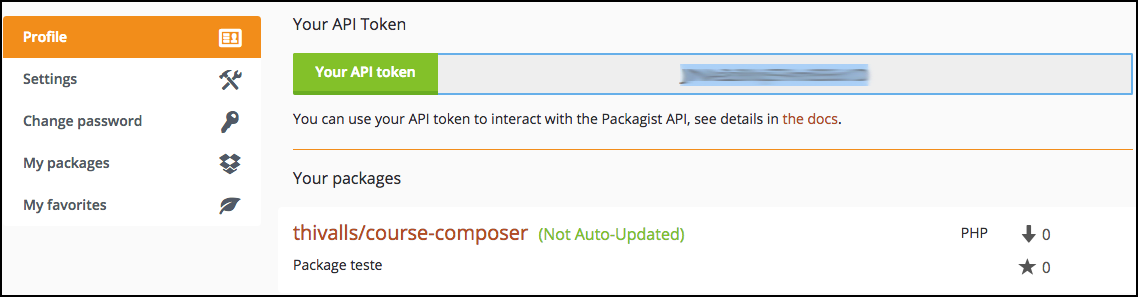 Profile
Settings
Change password
My packages
My favorites
Your API Token
Your API token
You can use your API token to interact with the Packagist API, see details in the docs.
Your packages
thivalls/course-composer (Not Auto-Updated) PHP 0
Package teste 0